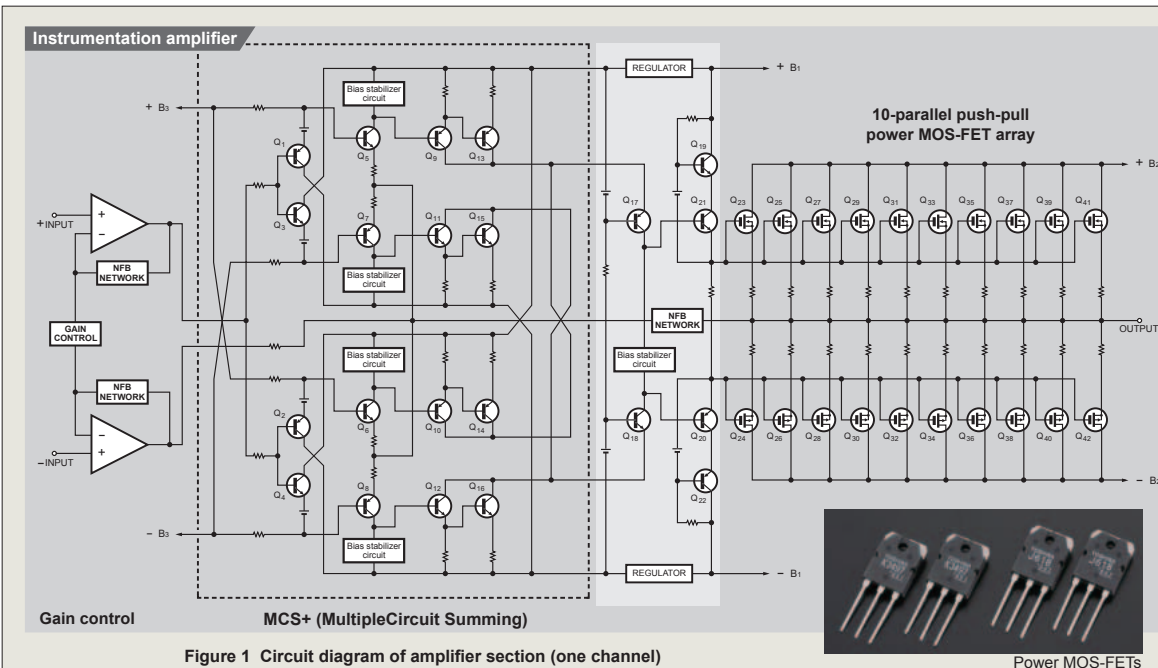 Instrumentation amplifier
+ B3
Bias stabilizer
circuit
REGULATOR
+ B1
10-parallel push-pull
power MOS-FET array
+ B2
Q1
Q5
Q9
Q13
Q19
Q3
Q7
Q11
Q15
Q17
Q21
Q23
Q25
Q27
Q29
Q31
Q33
Q35
Q37
Q39
Q41
+INPUT
+
−
NFB
NETWORK
Bias stabilizer
circuit
GAIN
CONTROL
NFB
NETWORK
OUTPUT
Bias stabilizer
circuit
Bias stabilizer
circuit
NFB
NETWORK
−
+
−INPUT
Q2
Q6
Q10
Q14
Q18
Q20
Q24
Q26
Q28
Q30
Q32
Q34
Q36
Q38
Q40
Q42
Q4
Q8
Q12
Q16
Q22
− B2
− B3
Bias stabilizer
circuit
REGULATOR
− B1
Gain control
MCS+ (MultipleCircuit Summing)
Figure 1 Circuit diagram of amplifier section (one channel)
Power MOS-FETs